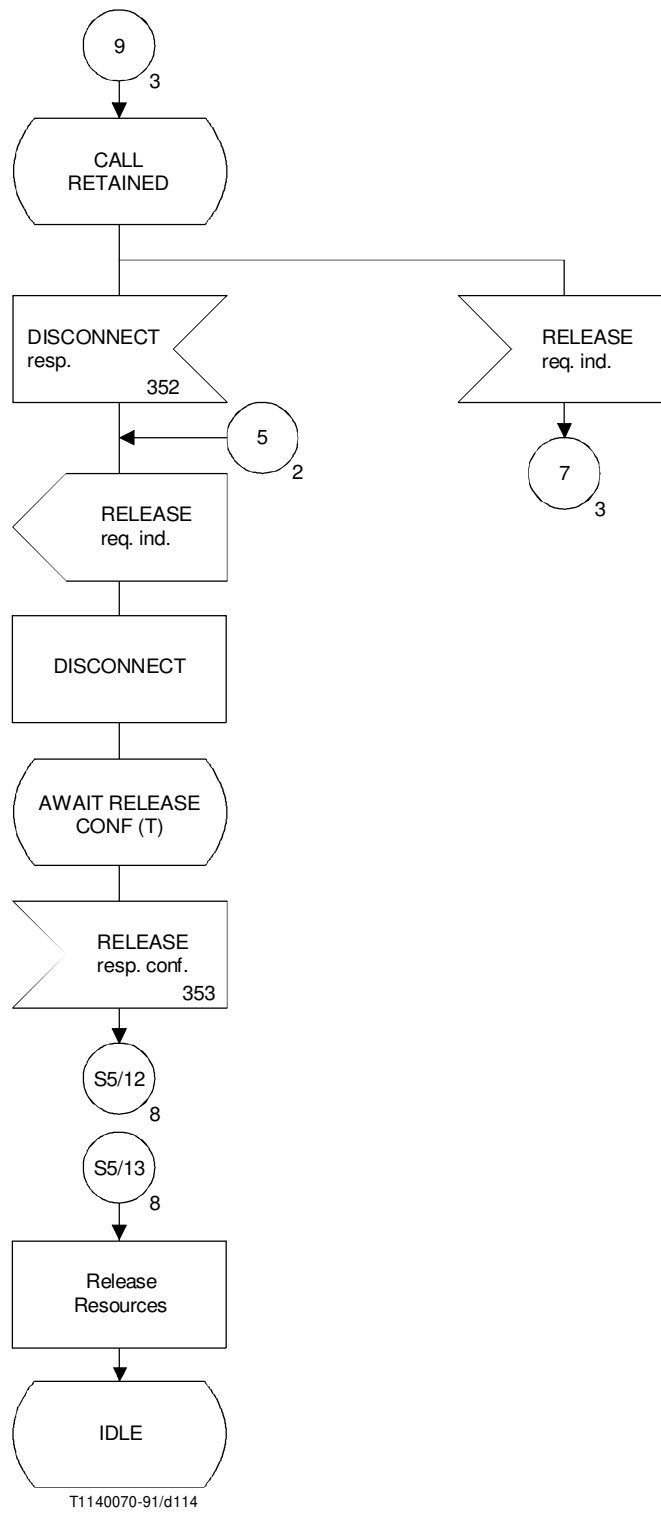 9
3
CALL
RETAINED
DISCONNECT
resp.
352
RELEASE
req. ind.
5
2
7
3
RELEASE
req. ind.
DISCONNECT
AWAIT RELEASE
CONF (T)
RELEASE
resp. conf.
353
S5/12
8
S5/13
8
Release
Resources
IDLE
T1140070-91/d114